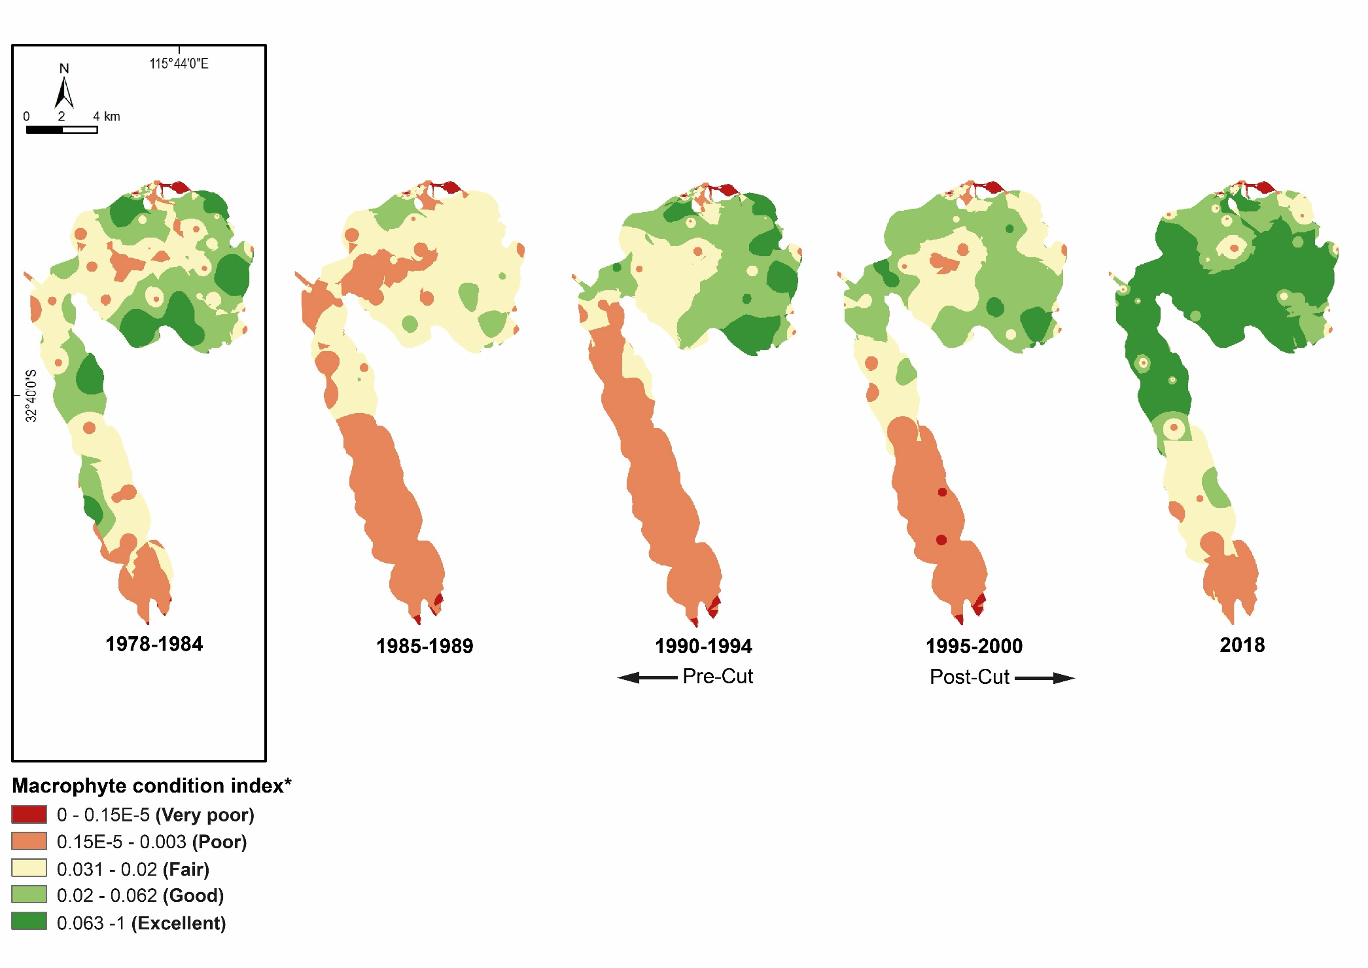 115°44'0"E
N
0 2 4 km
32°40'0"S
1978-1984
1985-1989
1990-1994
1995-2000
2018
Pre-Cut
Post-Cut
Macrophyte condition index*
0 - 0.15E-5 (Very poor)
0.15E-5 - 0.003 (Poor)
0.031 - 0.02 (Fair)
0.02 - 0.062 (Good)
0.063 -1 (Excellent)